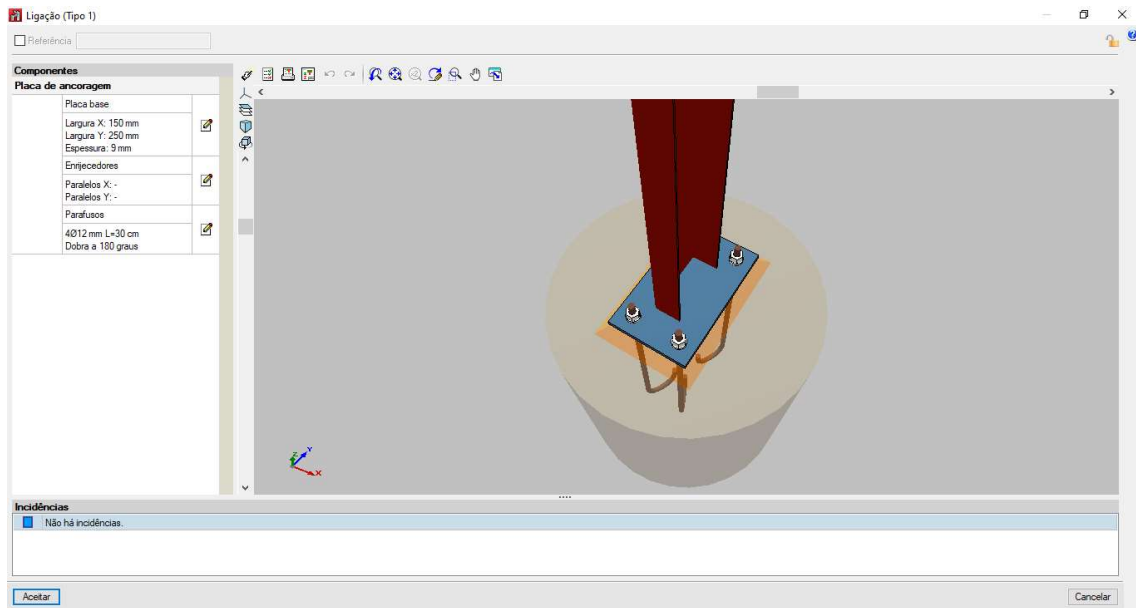 Ligação (Tipo 1)
Referência
Componentes
Placa de ancoragem
Placa base
Largura X: 150 mm
Largura Y: 250 mm
Espessura: 9 mm
Enrijecedores
Paralelos X: -
Paralelos Y: -
Parafusos
4Ø12 mm L=30 cm
Dobra a 180 graus
Z
Y
X
Incidências
Não há incidências.
Aceitar
Cancelar